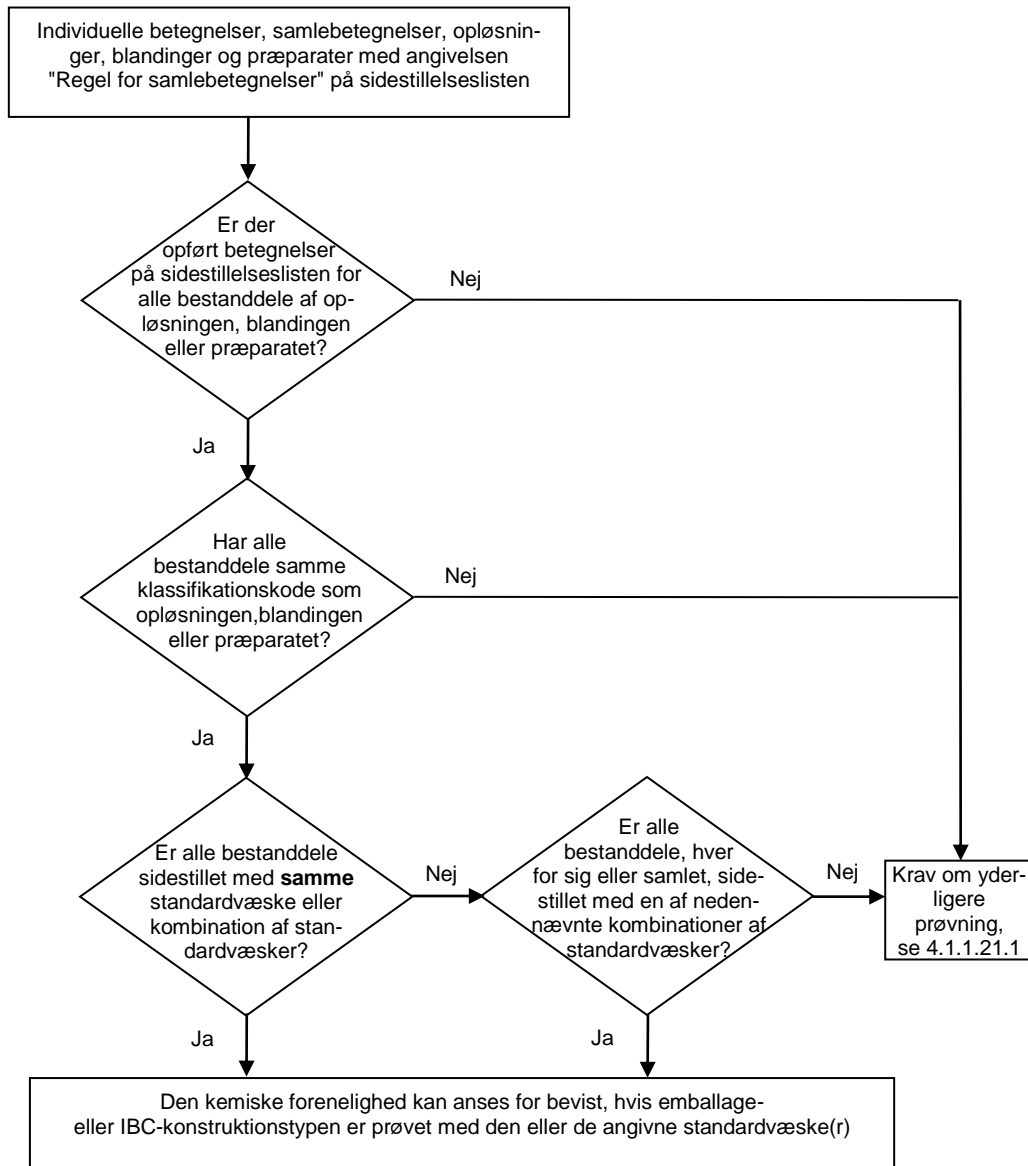 Individuelle betegnelser, samlebetegnelser, opløsnin-
ger, blandinger og præparater med angivelsen
"Regel for samlebetegnelser" på sidestillelseslisten
Er der
opført betegnelser
på sidestillelseslisten for
alle bestanddele af op-
løsningen, blandingen
eller præparatet?
Nej
Ja
Har alle
bestanddele samme
klassifikationskode som
opløsningen,blandingen
eller præparatet?
Nej
Ja
Er alle bestanddele
sidestillet med samme
standardvæske eller
kombination af stan-
dardvæsker?
Nej
Er alle
bestanddele, hver
for sig eller samlet, side-
stillet med en af neden-
nævnte kombinationer af
standardvæsker?
Nej
Krav om yder-
ligere
prøvning,
se 4.1.1.21.1
Ja
Ja
Den kemiske forenelighed kan anses for bevist, hvis emballage-
eller IBC-konstruktionstypen er prøvet med den eller de angivne standardvæske(r)